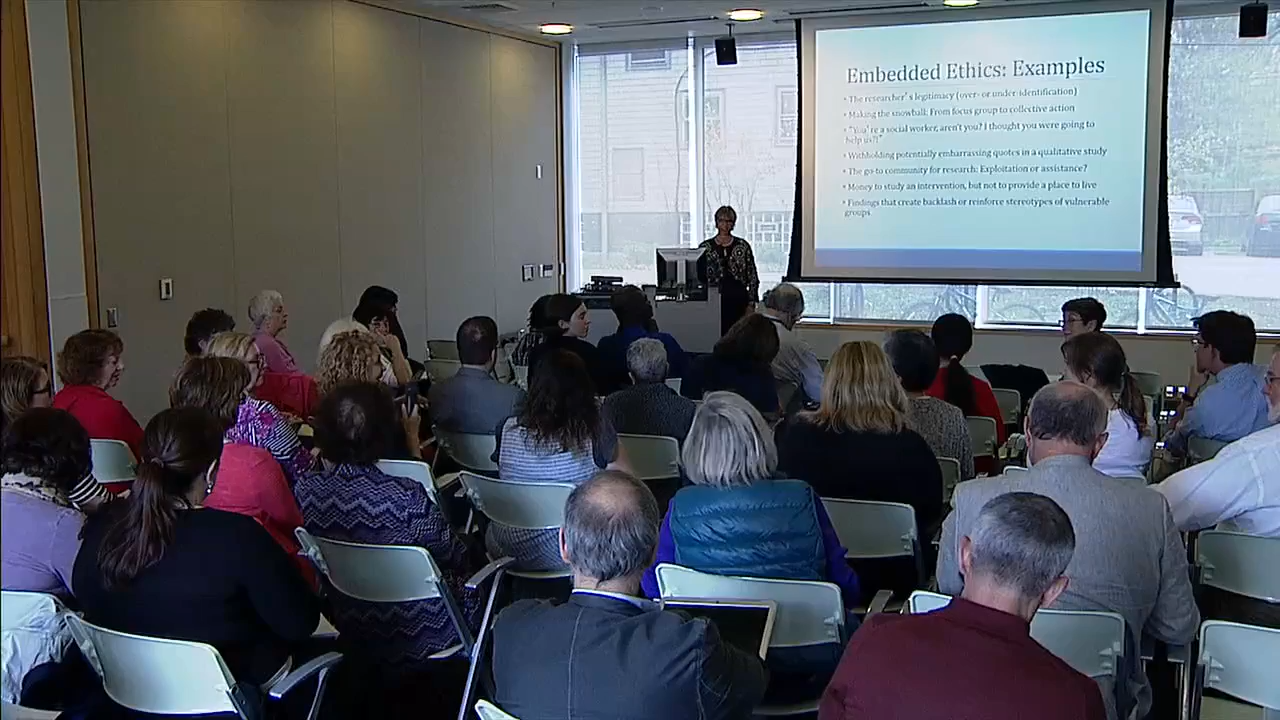 Embedded Ethics: Examples
• The researcher's legitimacy (over- or under-identification)
• Making the snowball: From focus group to collective action
• "You're a social worker, aren't you? I thought you were going to
help us?!"
• Withholding potentially embarrassing quotes in a qualitative study
• The go-to community for research: Exploitation or assistance?
• Money to study an intervention, but not to provide a place to live
• Findings that create backlash or reinforce stereotypes of vulnerable
groups